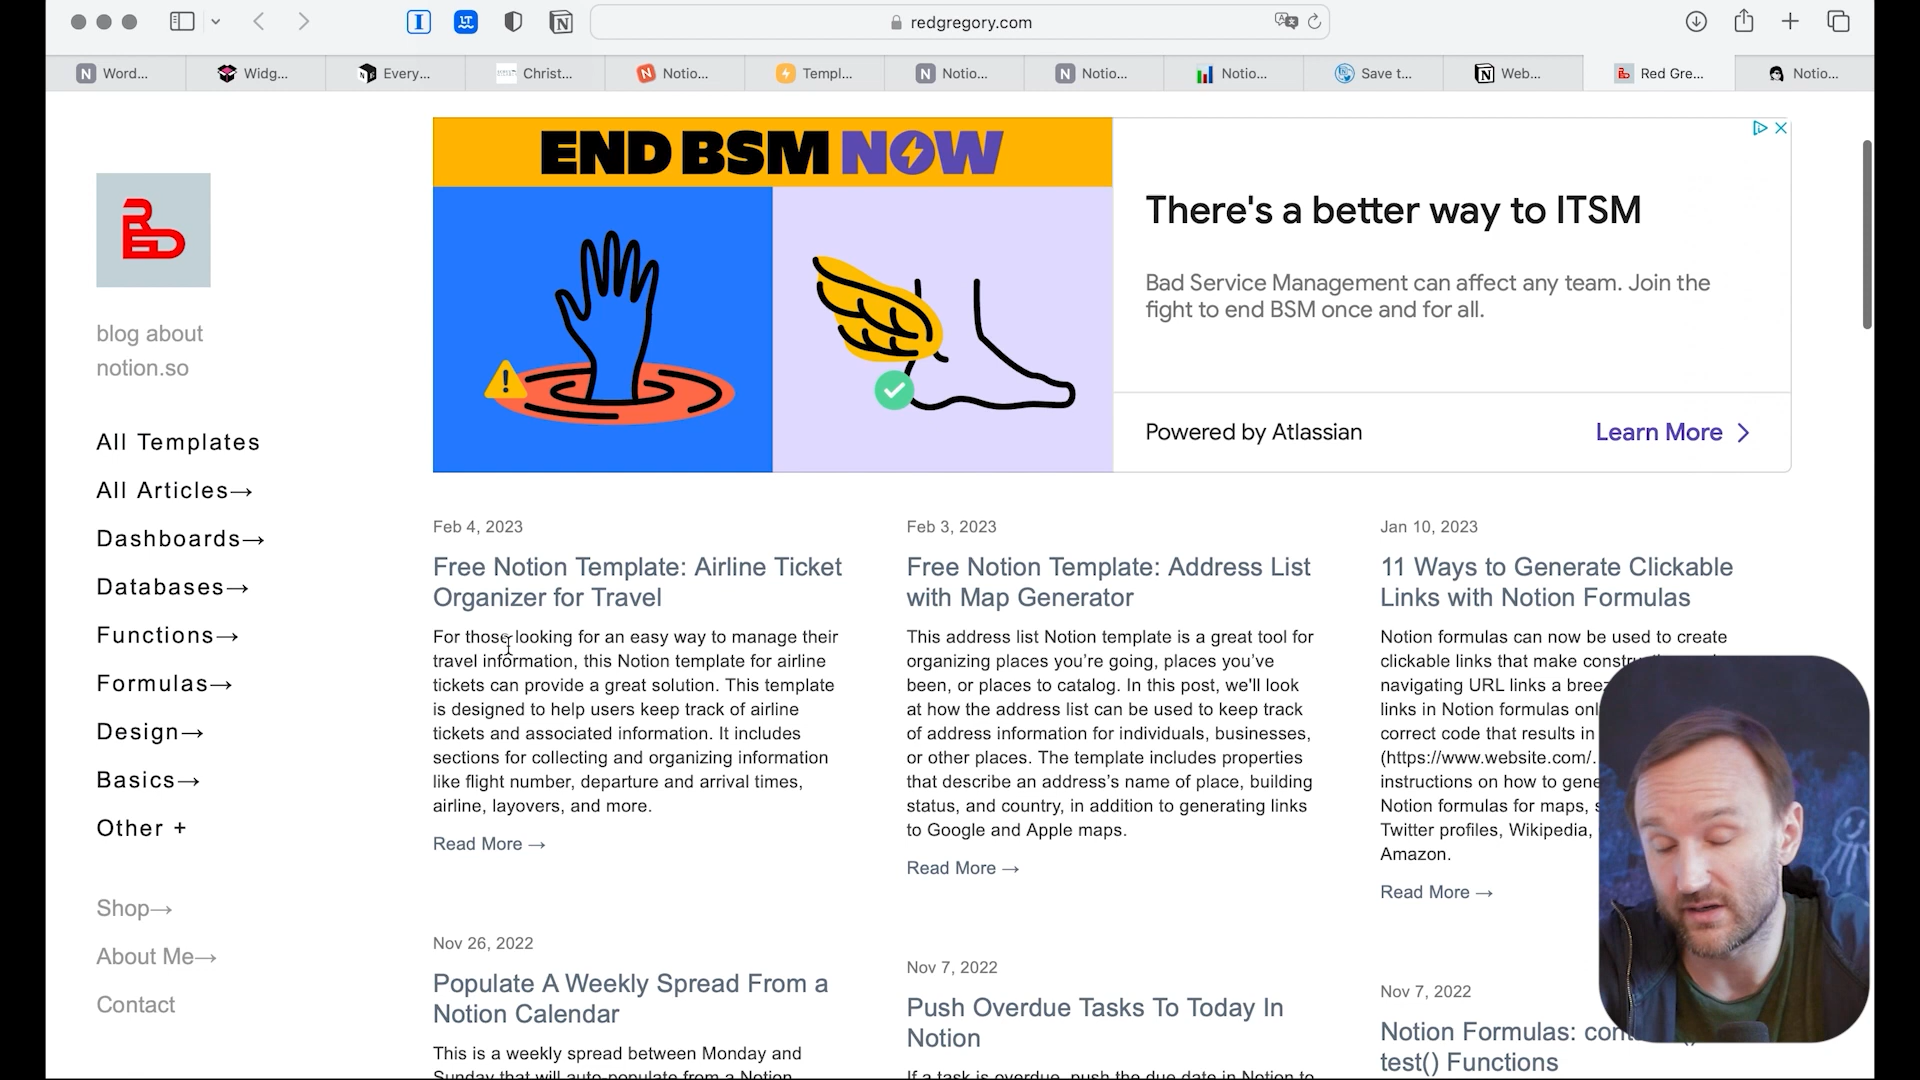 redgregory.com
Word...
Widg...
Every...
Christ...
Notio...
Templ...
Notio...
Notio...
Notio...
Save t...
Web...
Red Gre...
Notio...
RED
blog about
notion.so
All Templates
All Articles→
Dashboards→
Databases→
Functions→
Formulas→
Design→
Basics→
Other +
Shop→
About Me→
Contact
END BSM NOW
There's a better way to ITSM
Bad Service Management can affect any team. Join the
fight to end BSM once and for all.
Powered by Atlassian
Learn More
Feb 4, 2023
Free Notion Template: Airline Ticket
Organizer for Travel
For those looking for an easy way to manage their
travel information, this Notion template for airline
tickets can provide a great solution. This template
is designed to help users keep track of airline
tickets and associated information. It includes
sections for collecting and organizing information
like flight number, departure and arrival times,
airline, layovers, and more.
Read More →
Feb 3, 2023
Free Notion Template: Address List
with Map Generator
This address list Notion template is a great tool for
organizing places you're going, places you've
been, or places to catalog. In this post, we'll look
at how the address list can be used to keep track
of address information for individuals, businesses,
or other places. The template includes properties
that describe an address's name of place, building
status, and country, in addition to generating links
to Google and Apple maps.
Read More →
Jan 10, 2023
11 Ways to Generate Clickable
Links with Notion Formulas
Notion formulas can now be used to create
clickable links that make
navigating URL links a
links in Notion formulas
correct code that results in
(https://www.website.com/.
instructions on how to
Notion formulas for maps,
Twitter profiles, Wikipedia,
Amazon.
Read More →
Nov 26, 2022
Populate A Weekly Spread From a
Notion Calendar
This is a weekly spread between Monday and
Sunday that will auto-populate from a Notion
Nov 7, 2022
Push Overdue Tasks To Today In
Notion
If a task is overdue, push the due date in Notion to
Nov 7, 2022
Notion Formulas:
test() Functions